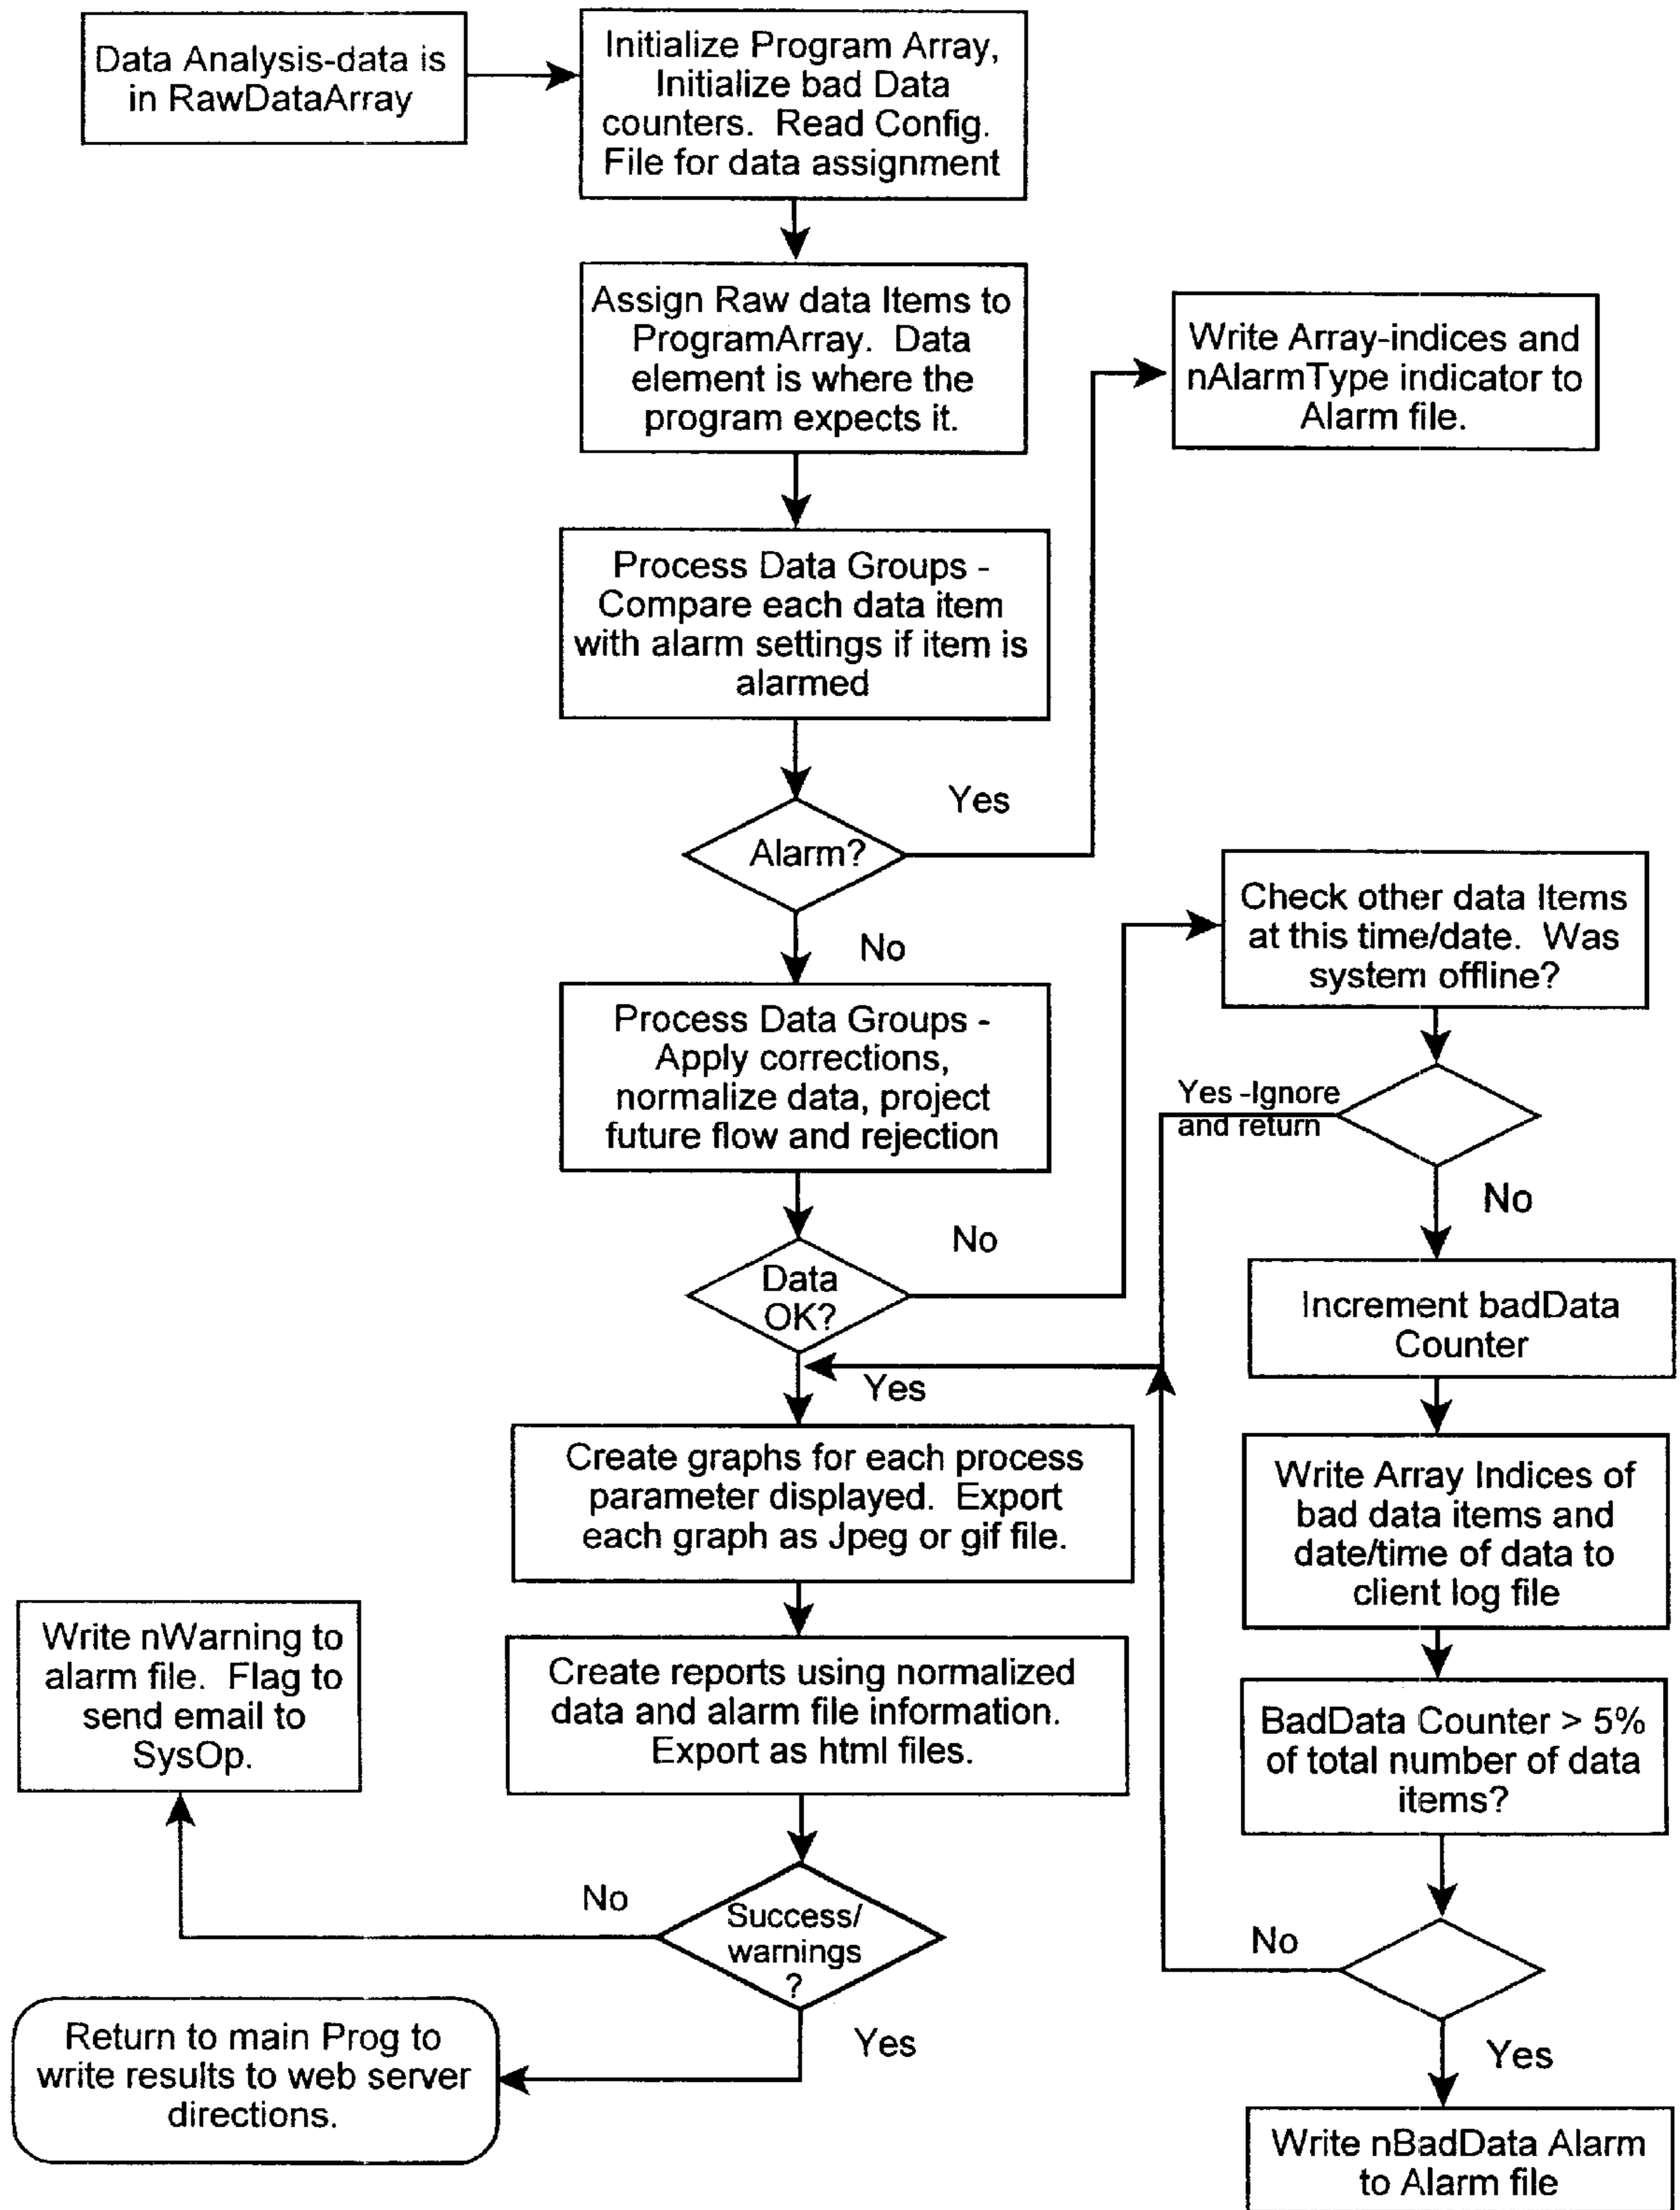 Data Analysis-data is
in RawDataArray
Initialize Program Array,
Initialize bad Data
counters. Read Config.
File for data assignment
Assign Raw data Items to
ProgramArray. Data
element is where the
program expects it.
Write Array-indices and
nAlarmType indicator to
Alarm file.
Process Data Groups -
Compare each data item
with alarm settings if item is
alarmed
Yes
Alarm?
No
Check other data Items
at this time/date. Was
system offline?
Process Data Groups -
Apply corrections,
normalize data, project
future flow and rejection
Yes -Ignore
and return
No
No
Data
OK?
Yes
Increment badData
Counter
Create graphs for each process
parameter displayed. Export
each graph as Jpeg or gif file.
Write Array Indices of
bad data items and
date/time of data to
client log file
Write nWarning to
alarm file. Flag to
send email to
SysOp.
Create reports using normalized
data and alarm file information.
Export as html files.
BadData Counter > 5%
of total number of data
items?
No
Success/
warnings
?
No
Yes
Return to main Prog to
write results to web server
directions.
Yes
Write nBadData Alarm
to Alarm file